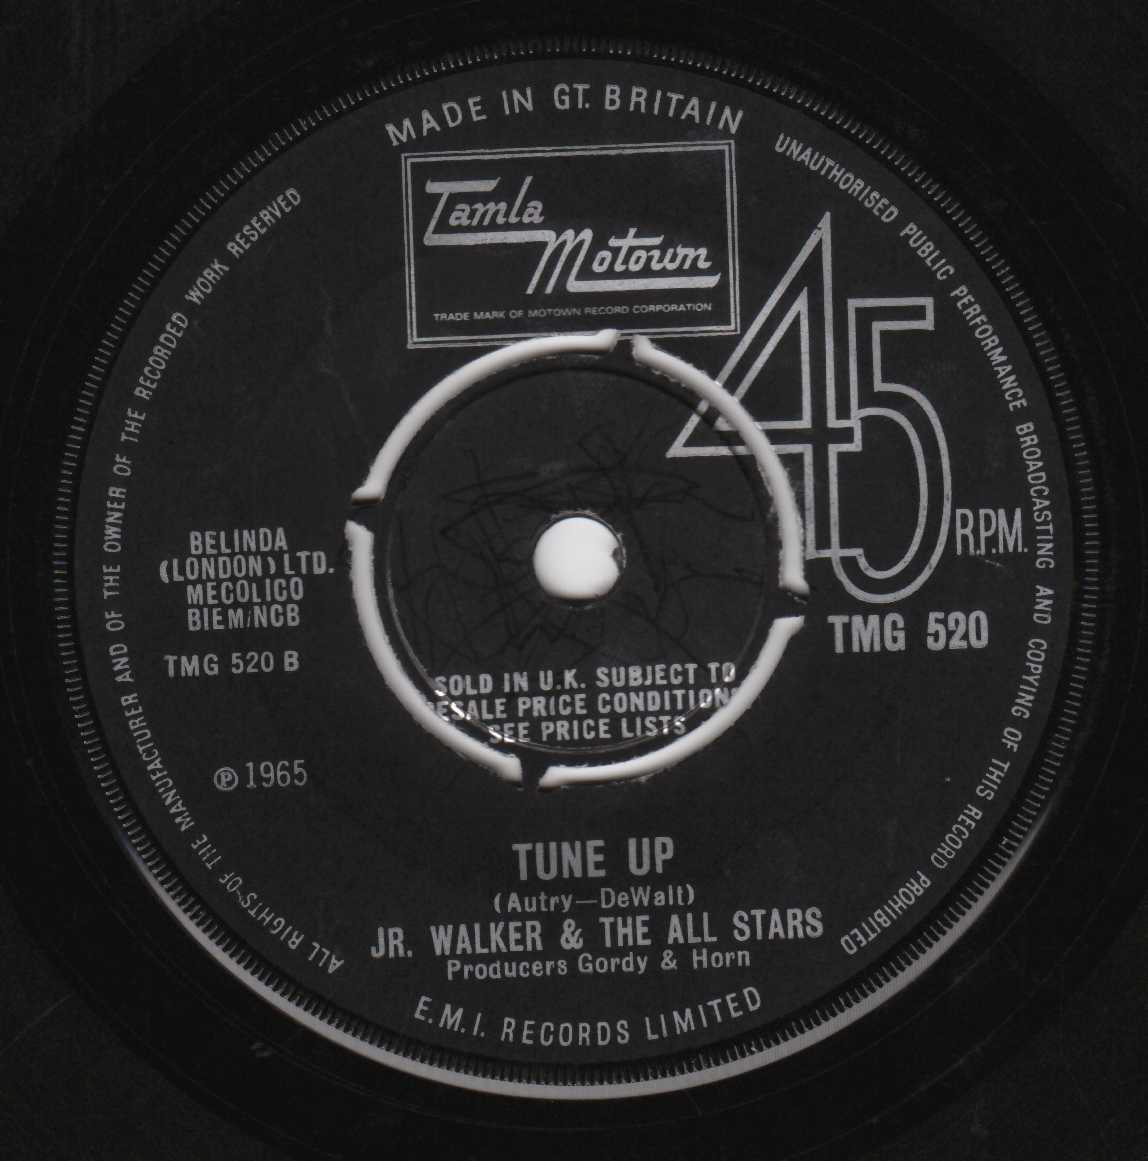 MADE IN GT. BRITAIN
Tamla
Motown
TRADE MARK OF MOTOWN RECORD CORPORATION
UNAUTHORISED PUBLIC PERFORMANCE BROADCASTING AND COPYING OF THIS RECORD PROHIBITED
ALL RIGHTS OF THE MANUFACTURER AND OF THE OWNER OF THE RECORDED WORK RESERVED
45
R.P.M.
TMG 520
BELINDA
(LONDON) LTD.
MECOLICO
BIEM/NCB
TMG 520 B
SOLD IN U.K. SUBJECT TO
RESALE PRICE CONDITIONS
SEE PRICE LISTS
℗ 1965
TUNE UP
(Autry—DeWalt)
JR. WALKER & THE ALL STARS
Producers Gordy & Horn
E.M.I. RECORDS LIMITED